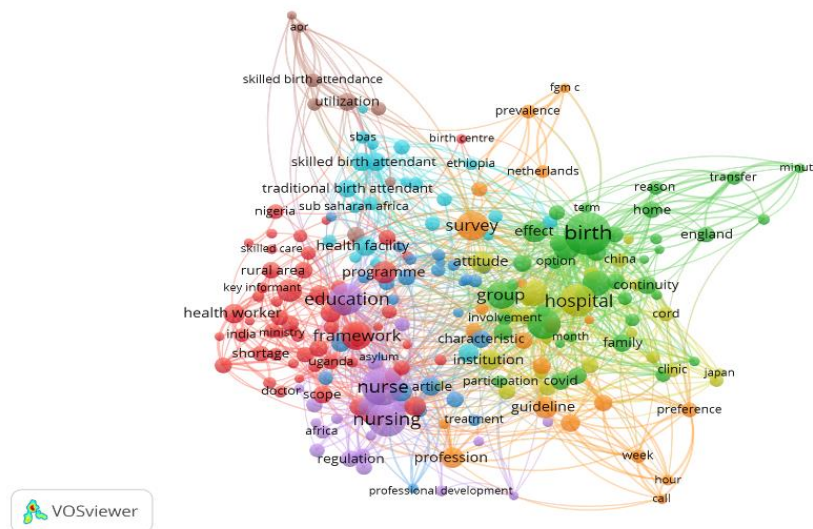 aor
skilled birth attendance
utilization
fgm c
prevalence
sbas
birth centre
skilled birth attendant
ethiopia
netherlands
minut
transfer
reason
traditional birth attendant
sub saharan africa
nigeria
term
home
survey
effect
birth
england
skilled care
health facility
rural area
programme
attitude
option
china
key informant
education
group
hospital
continuity
health worker
involvement
cord
india
ministry
framework
characteristic
month
family
shortage
uganda
asylum
institution
clinic
japan
doctor
scope
nurse
article
participation
covid
nursing
treatment
guideline
preference
africa
regulation
profession
week
professional development
hour
call
VOSviewer